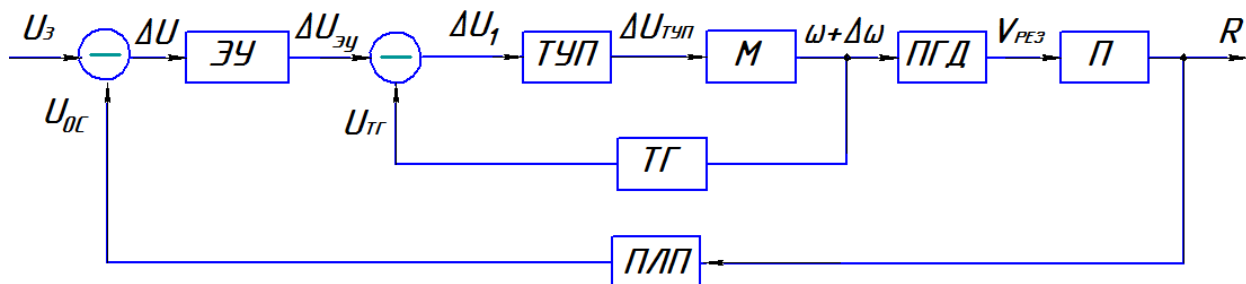 Uз ΔU ЭУ ΔUэу ΔU1 ТУП ΔUТУП М ω+Δω ПГД VРЕЗ П R
UОС UТГ ТГ
ПЛП